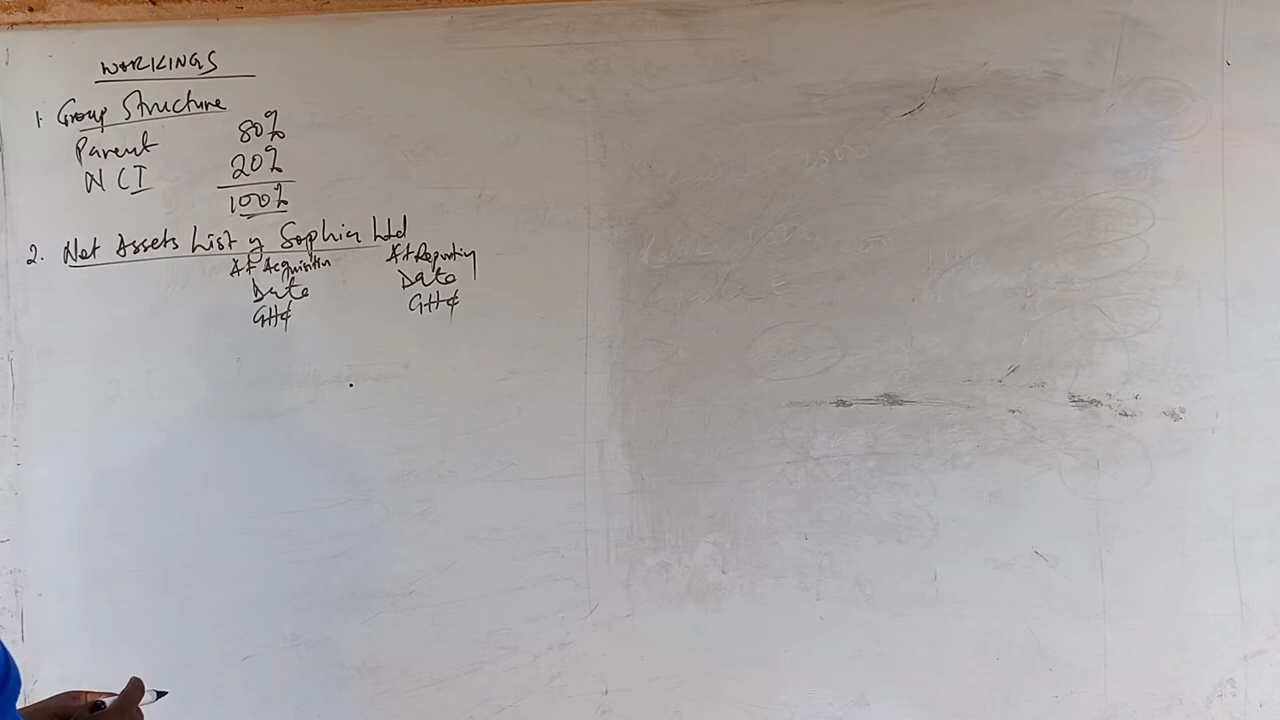 WORKINGS
1. Group Structure
Parent 80%
NCI 20%
100%
2. Net Assets List of Sophia Ltd
At Acquisition At Reporting
Date Date
GH¢ GH¢